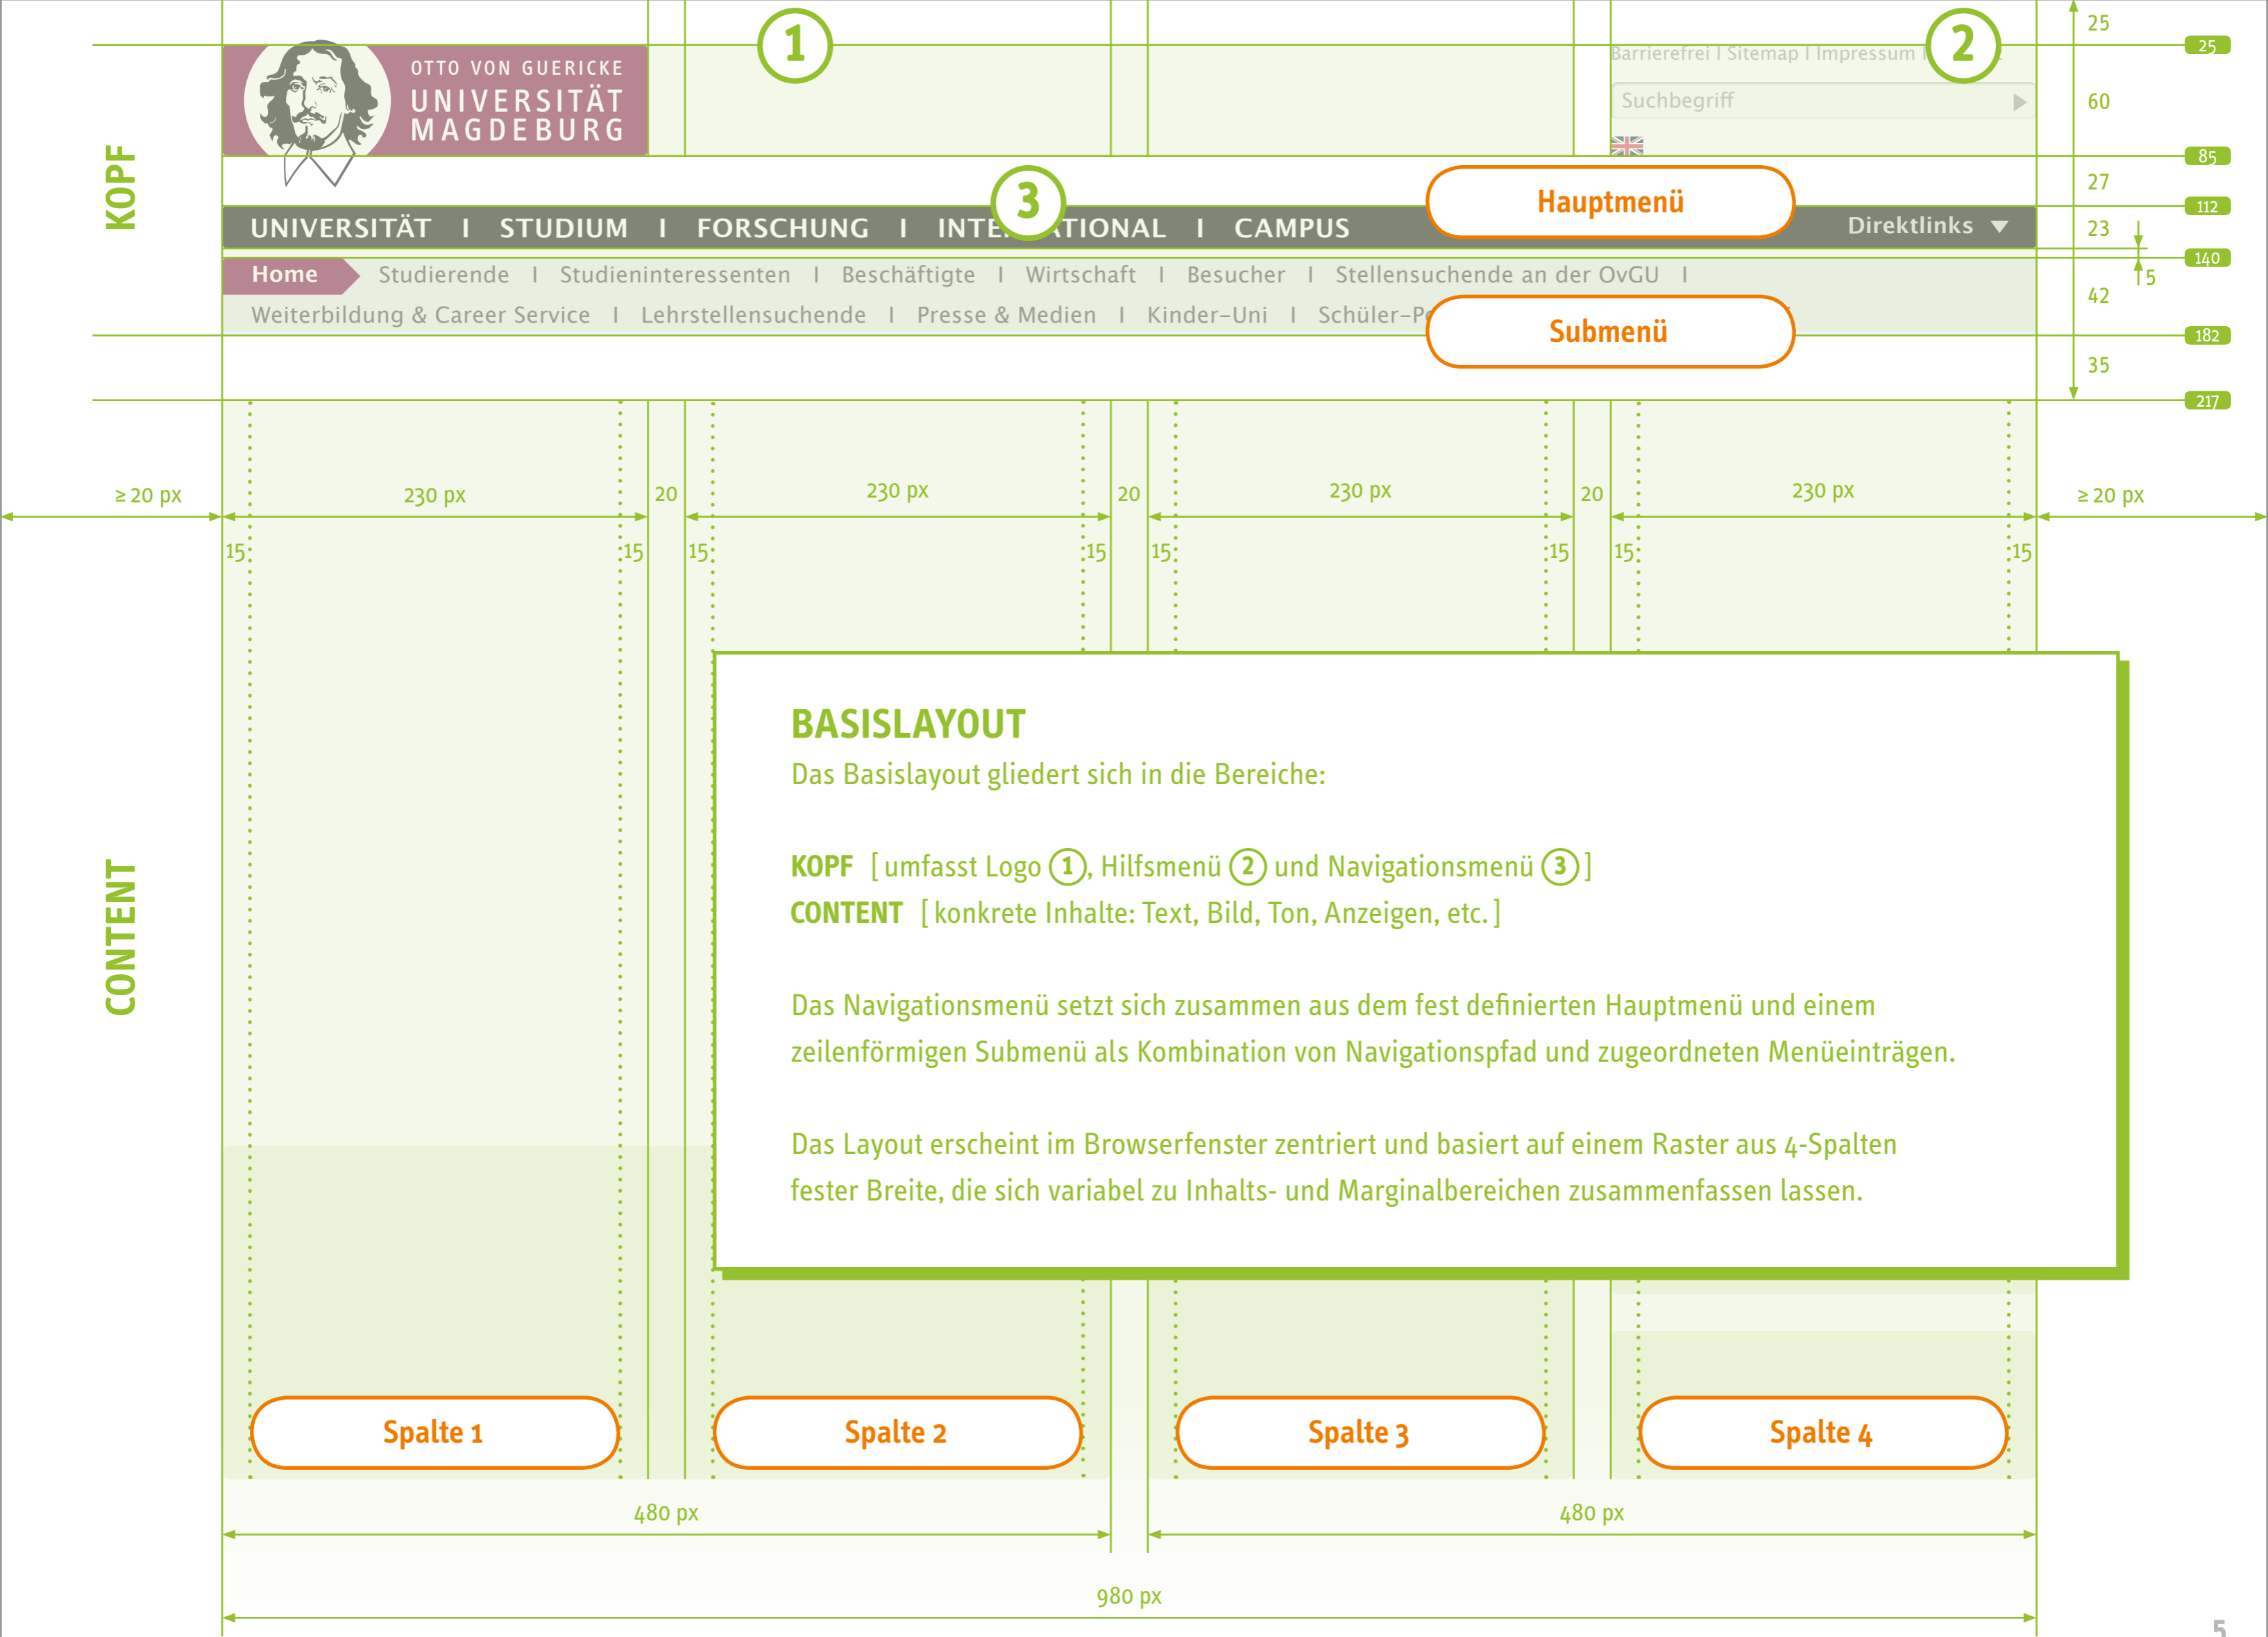 25
1
2
25
OTTO VON GUERICKE
UNIVERSITÄT
MAGDEBURG
Barrierefrei I Sitemap I Impressum I
Suchbegriff
60
KOPF
85
27
3
Hauptmenü
112
UNIVERSITÄT I STUDIUM I FORSCHUNG I INTE TIONAL I CAMPUS
Direktlinks
23
140
Home Studierende I Studieninteressenten I Beschäftigte I Wirtschaft I Besucher I Stellensuchende an der OvGU I
5
42
Weiterbildung & Career Service I Lehrstellensuchende I Presse & Medien I Kinder-Uni I Schüler-P
Submenü
182
35
217
≥ 20 px 230 px 20 230 px 20 230 px 20 230 px ≥ 20 px
15 15 15 15 15 15 15 15
BASISLAYOUT
Das Basislayout gliedert sich in die Bereiche:
KOPF [ umfasst Logo 1, Hilfsmenü 2 und Navigationsmenü 3 ]
CONTENT [ konkrete Inhalte: Text, Bild, Ton, Anzeigen, etc. ]
CONTENT
Das Navigationsmenü setzt sich zusammen aus dem fest definierten Hauptmenü und einem
zeilenförmigen Submenü als Kombination von Navigationspfad und zugeordneten Menüeinträgen.
Das Layout erscheint im Browserfenster zentriert und basiert auf einem Raster aus 4-Spalten
fester Breite, die sich variabel zu Inhalts- und Marginalbereichen zusammenfassen lassen.
Spalte 1 Spalte 2 Spalte 3 Spalte 4
480 px 480 px
980 px
5